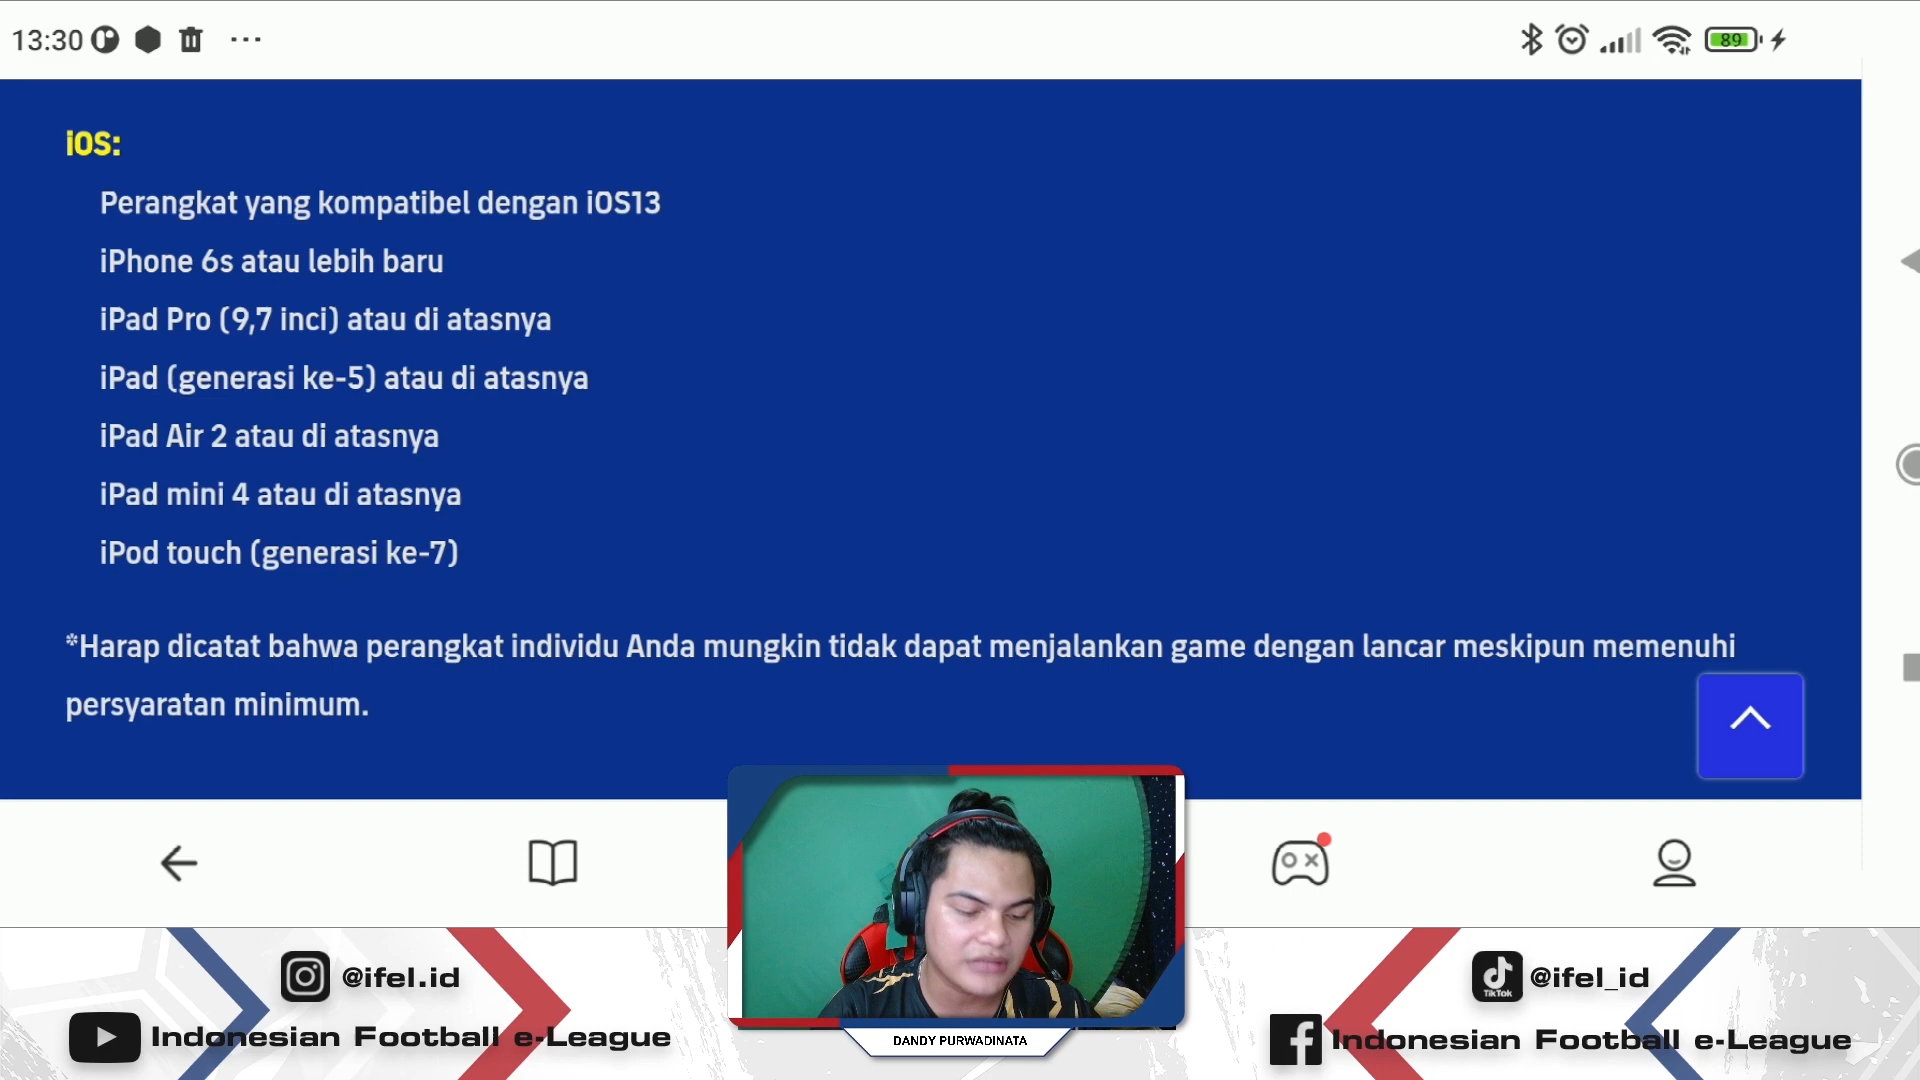 13:30
89
iOS:
Perangkat yang kompatibel dengan iOS13
iPhone 6s atau lebih baru
iPad Pro (9,7 inci) atau di atasnya
iPad (generasi ke-5) atau di atasnya
iPad Air 2 atau di atasnya
iPad mini 4 atau di atasnya
iPod touch (generasi ke-7)
*Harap dicatat bahwa perangkat individu Anda mungkin tidak dapat menjalankan game dengan lancar meskipun memenuhi
persyaratan minimum.
@ifel.id
Indonesian Football e-League
DANDY PURWADINATA
TikTok
@ifel_id
Indonesian Football e-League